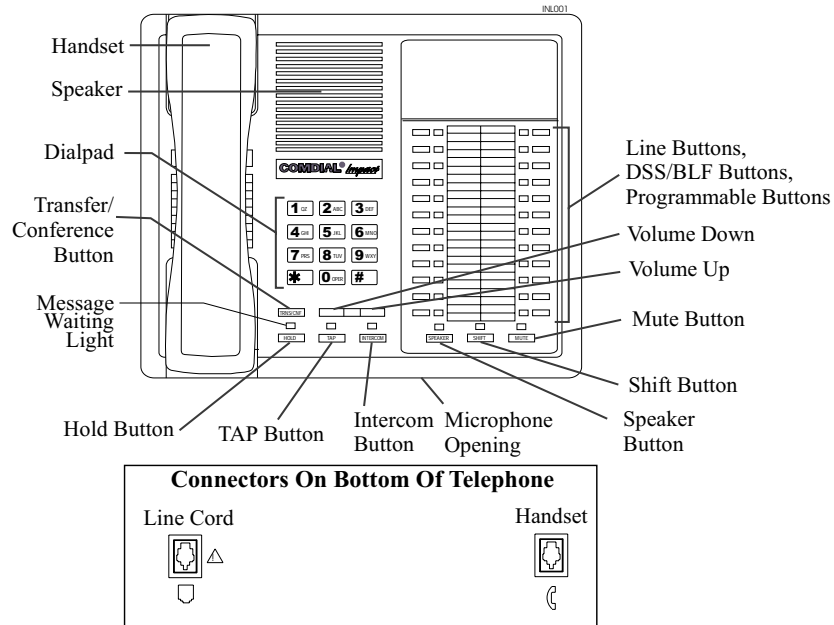 INL001
Handset
Speaker
Dialpad
Transfer/
Conference
Button
Message
Waiting
Light
COMDIAL® Impact
1 QZ 2 ABC 3 DEF
4 GHI 5 JKL 6 MNO
7 PRS 8 TUV 9 WXY
* 0 OPER #
TRNS/CNF
HOLD TAP INTERCOM SPEAKER SHIFT MUTE
Line Buttons,
DSS/BLF Buttons,
Programmable Buttons
Volume Down
Volume Up
Mute Button
Shift Button
Speaker
Button
Hold Button
TAP Button
Intercom
Button
Microphone
Opening
Connectors On Bottom Of Telephone
Line Cord
Handset